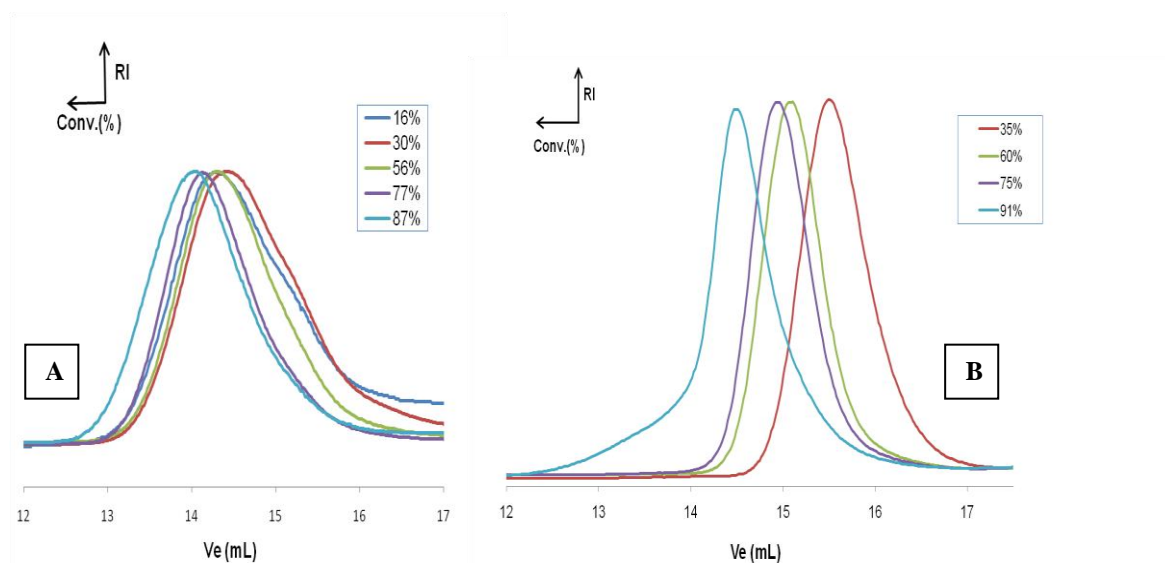 RI
Conv.(%)
16%
30%
56%
77%
87%
A
12 13 14 15 16 17
Ve (mL)
RI
Conv.(%)
35%
60%
75%
91%
B
12 13 14 15 16 17
Ve (mL)